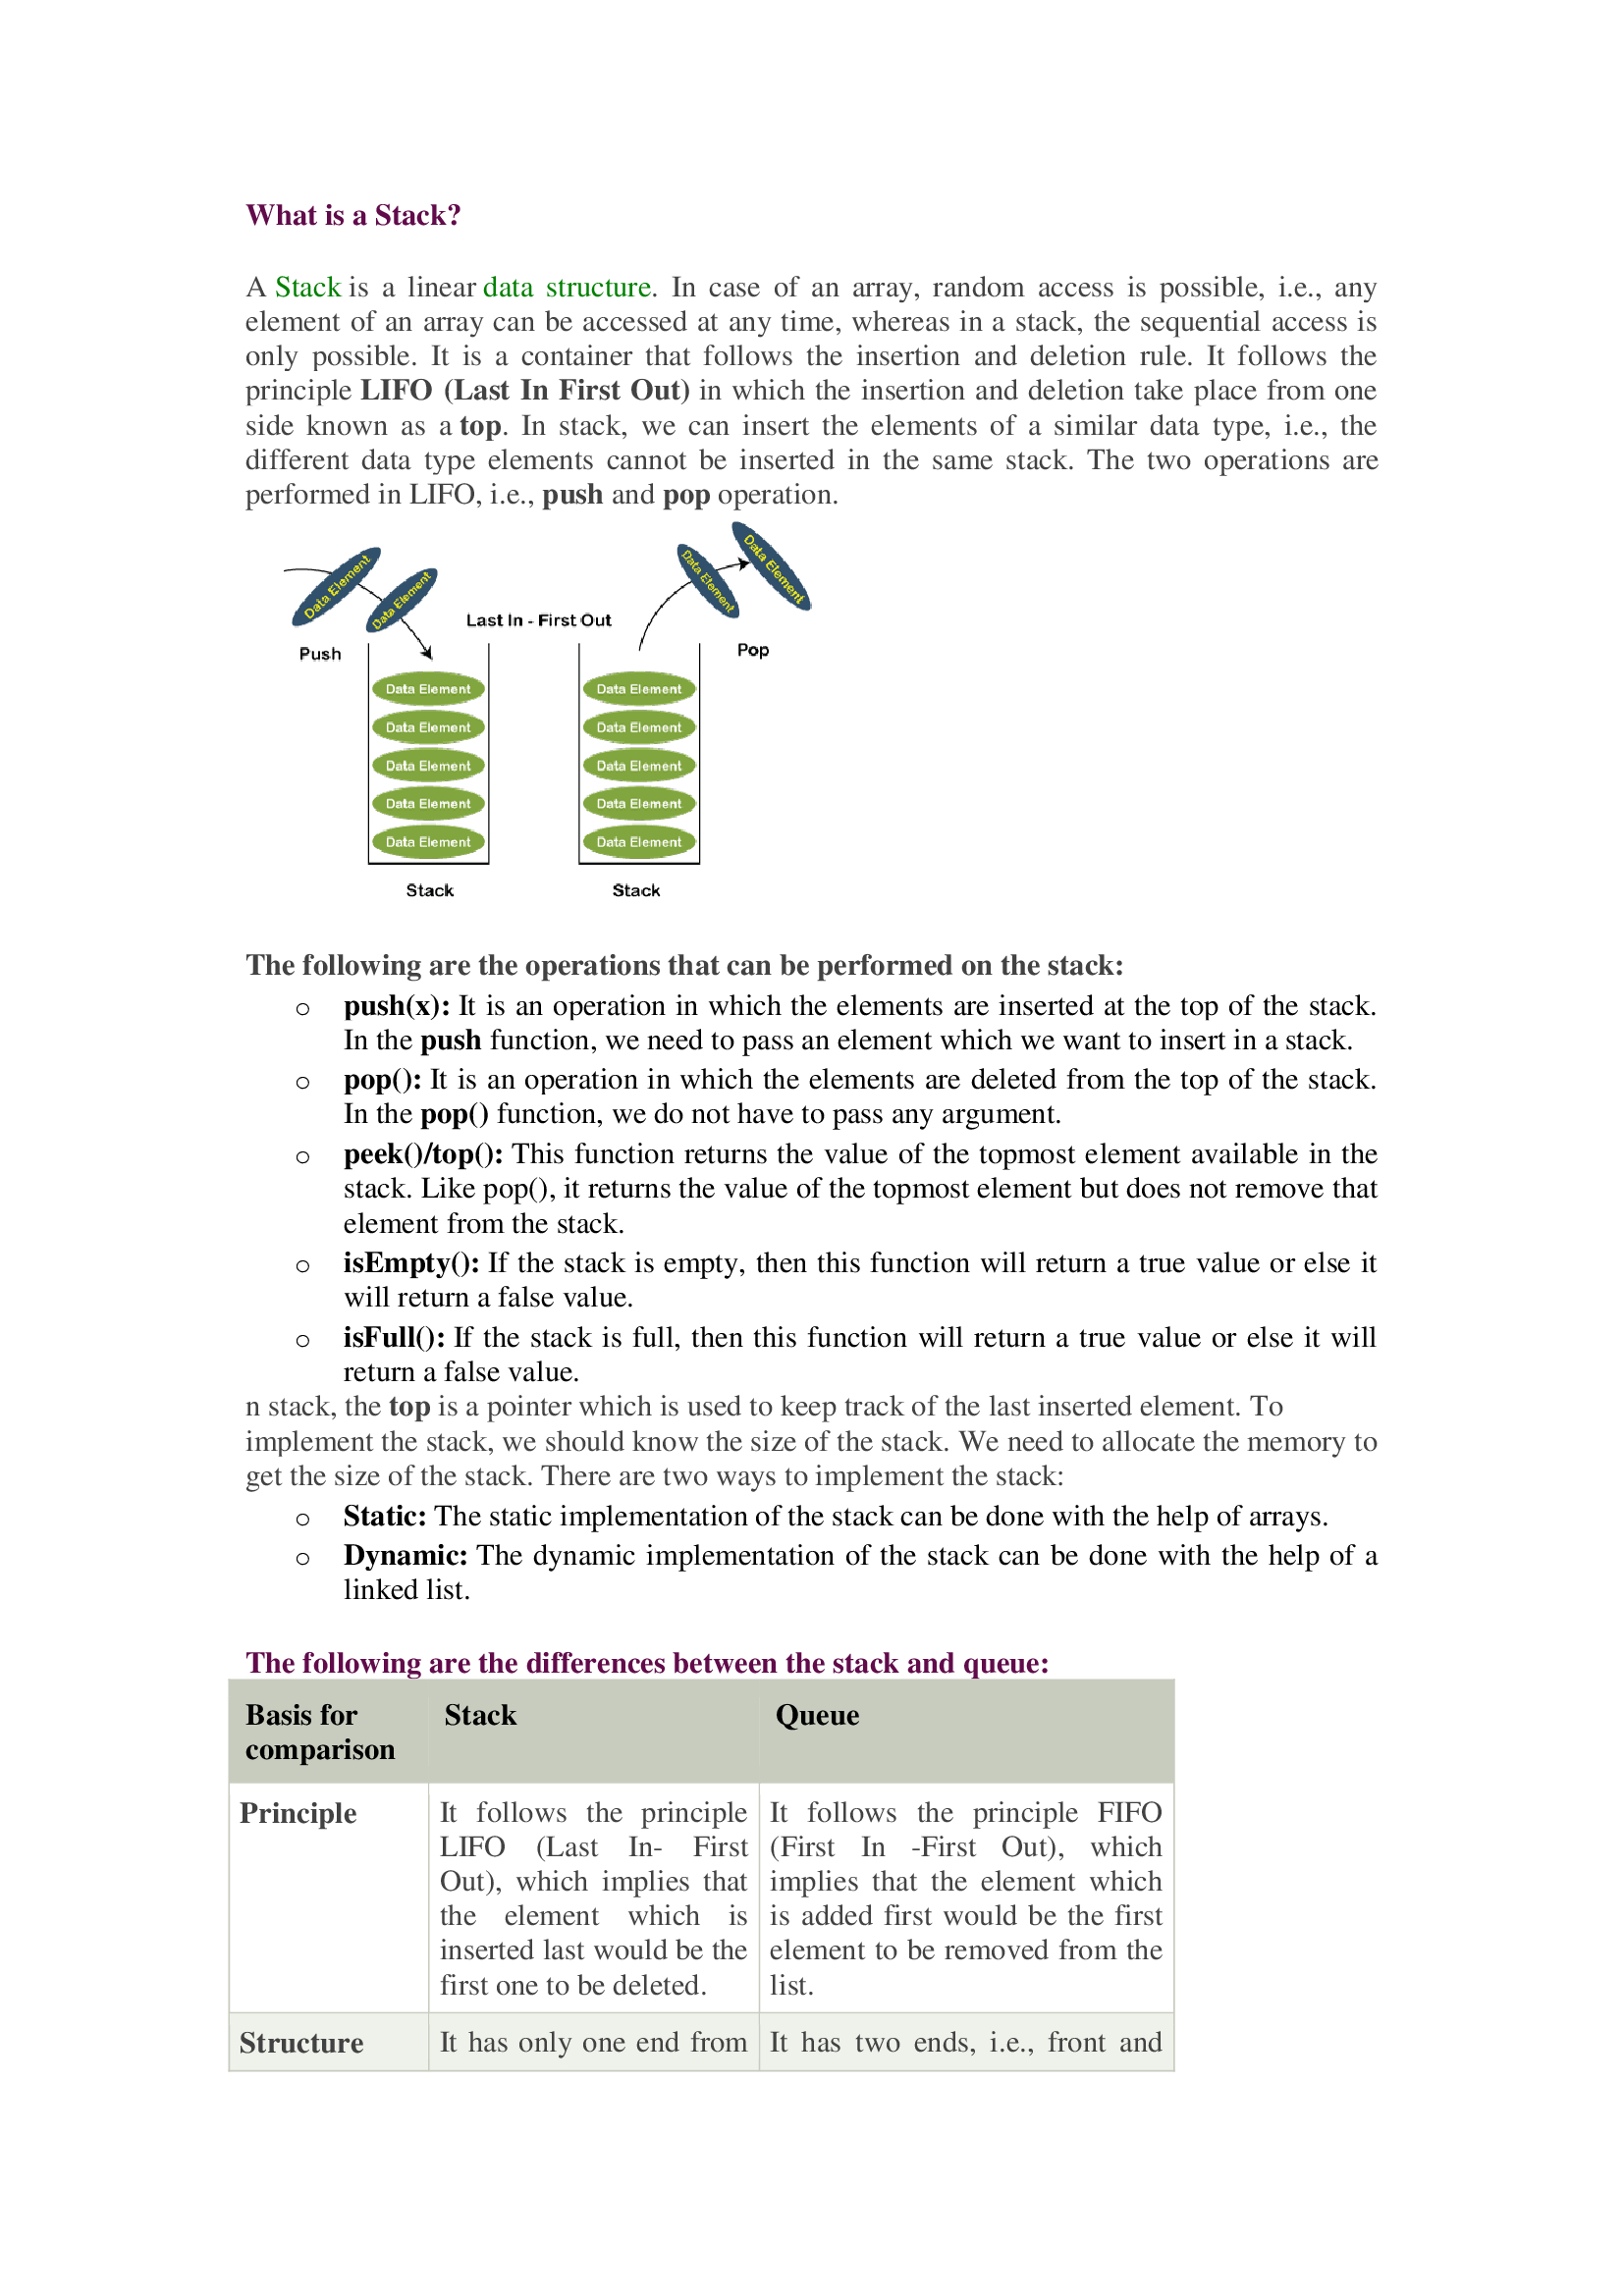 What is a Stack?
A Stack is a linear data structure. In case of an array, random access is possible, i.e., any
element of an array can be accessed at any time, whereas in a stack, the sequential access is
only possible. It is a container that follows the insertion and deletion rule. It follows the
principle LIFO (Last In First Out) in which the insertion and deletion take place from one
side known as a top. In stack, we can insert the elements of a similar data type, i.e., the
different data type elements cannot be inserted in the same stack. The two operations are
performed in LIFO, i.e., push and pop operation.
Data Element
Data Element
Data Element
Data Element
Last In - First Out
Push
Pop
Data Element
Data Element
Data Element
Data Element
Data Element
Data Element
Data Element
Data Element
Data Element
Data Element
Stack
Stack
The following are the operations that can be performed on the stack:
o push(x): It is an operation in which the elements are inserted at the top of the stack.
In the push function, we need to pass an element which we want to insert in a stack.
o pop(): It is an operation in which the elements are deleted from the top of the stack.
In the pop() function, we do not have to pass any argument.
o peek()/top(): This function returns the value of the topmost element available in the
stack. Like pop(), it returns the value of the topmost element but does not remove that
element from the stack.
o isEmpty(): If the stack is empty, then this function will return a true value or else it
will return a false value.
o isFull(): If the stack is full, then this function will return a true value or else it will
return a false value.
n stack, the top is a pointer which is used to keep track of the last inserted element. To
implement the stack, we should know the size of the stack. We need to allocate the memory to
get the size of the stack. There are two ways to implement the stack:
o Static: The static implementation of the stack can be done with the help of arrays.
o Dynamic: The dynamic implementation of the stack can be done with the help of a
linked list.
The following are the differences between the stack and queue:
Basis for
comparison
Stack
Queue
Principle
It follows the principle
LIFO (Last In- First
Out), which implies that
the element which is
inserted last would be the
first one to be deleted.
It follows the principle FIFO
(First In -First Out), which
implies that the element which
is added first would be the first
element to be removed from the
list.
Structure
It has only one end from
It has two ends, i.e., front and